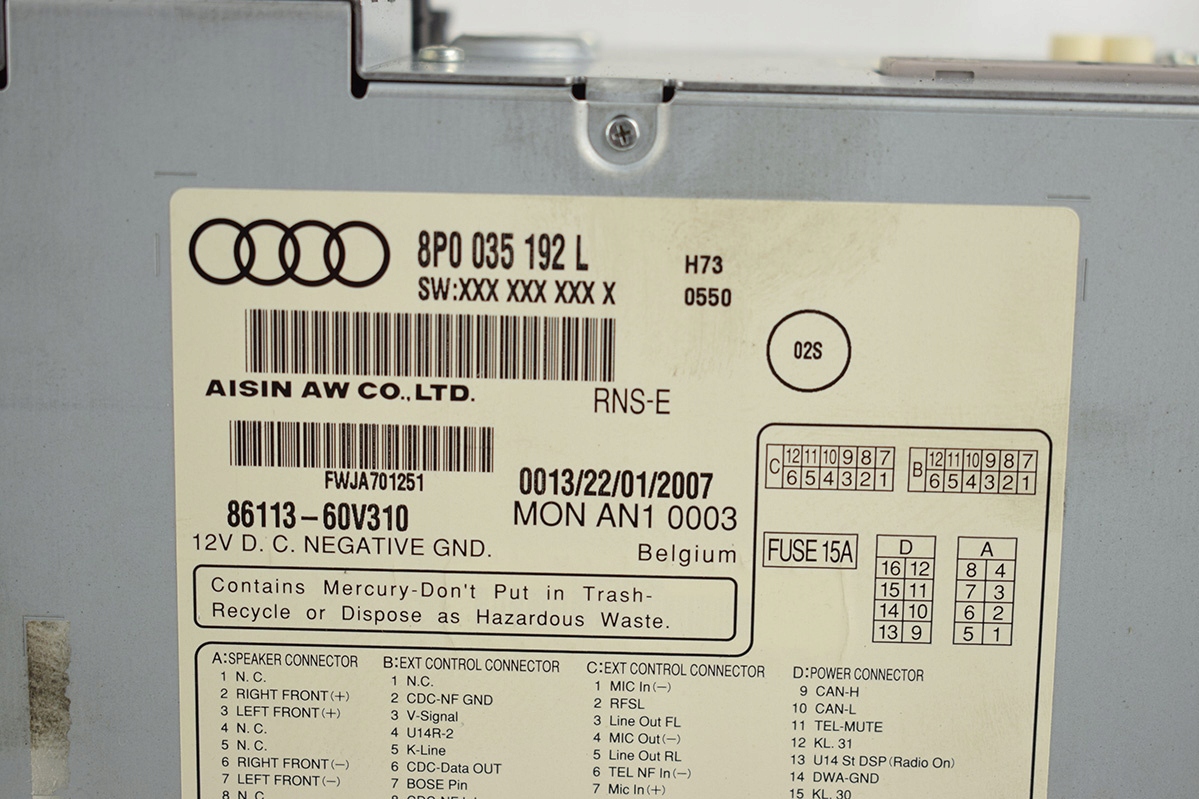 8P0 035 192 L
SW:XXX XXX XXX X
H73
0550
02S
AISIN AW CO.,LTD.
RNS-E
FWJA701251
0013/22/01/2007
86113-60V310
MON AN1 0003
12V D. C. NEGATIVE GND.
Belgium
Contains Mercury-Don't Put in Trash-
Recycle or Dispose as Hazardous Waste.
C 12 11 10 9 8 7
6 5 4 3 2 1
B 12 11 10 9 8 7
6 5 4 3 2 1
FUSE 15A
D
16 12
15 11
14 10
13 9
A
8 4
7 3
6 2
5 1
A:SPEAKER CONNECTOR
1 N. C.
2 RIGHT FRONT(+)
3 LEFT FRONT(+)
4 N. C.
5 N. C.
6 RIGHT FRONT(-)
7 LEFT FRONT(-)
8 N. C
B:EXT CONTROL CONNECTOR
1 N.C.
2 CDC-NF GND
3 V-Signal
4 U14R-2
5 K-Line
6 CDC-Data OUT
7 BOSE Pin
C:EXT CONTROL CONNECTOR
1 MIC In(-)
2 RFSL
3 Line Out FL
4 MIC Out(-)
5 Line Out RL
6 TEL NF In(-)
7 Mic In(+)
D:POWER CONNECTOR
9 CAN-H
10 CAN-L
11 TEL-MUTE
12 KL. 31
13 U14 St DSP(Radio On)
14 DWA-GND
15 KL. 30